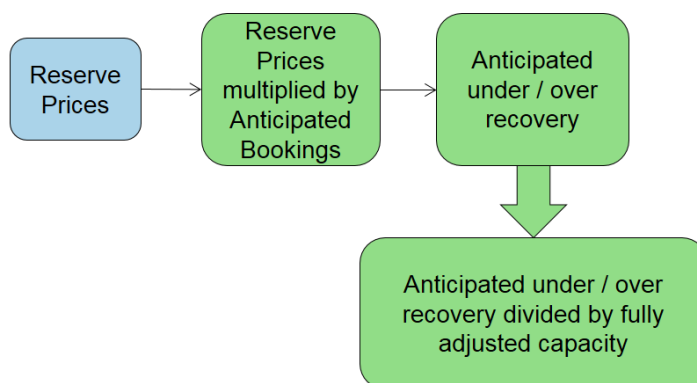 Reserve
Prices
Reserve
Prices
multiplied by
Anticipated
Bookings
Anticipated
under / over
recovery
Anticipated under / over
recovery divided by fully
adjusted capacity